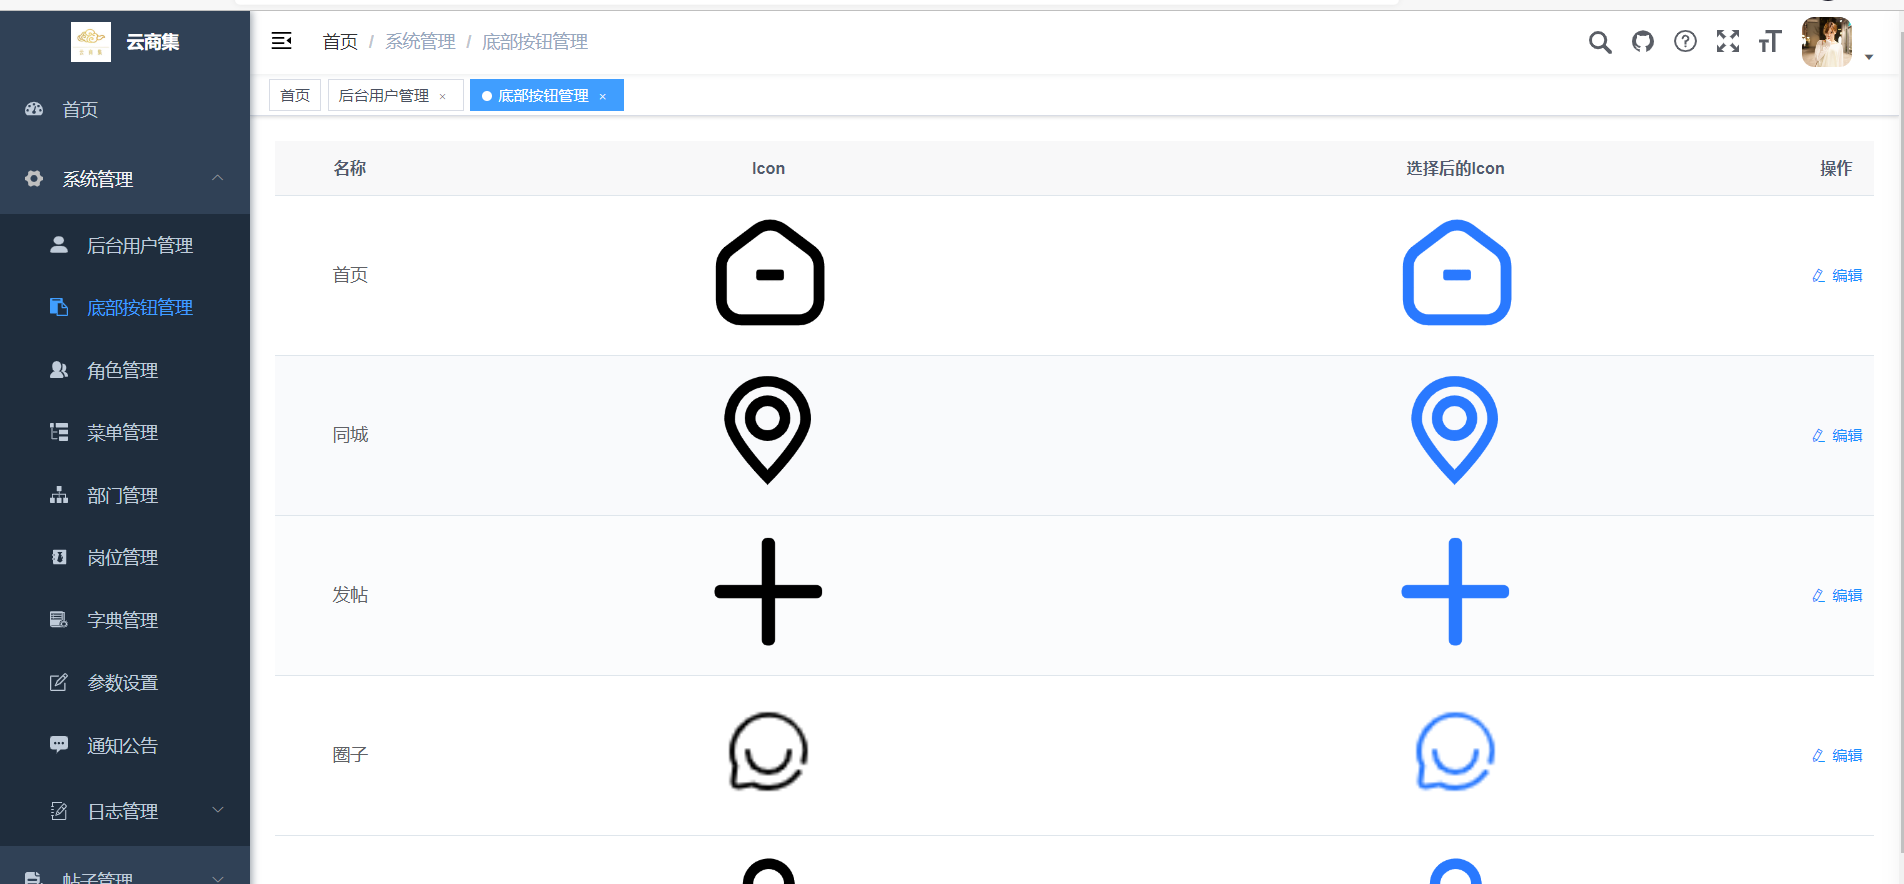 云商集
首页
系统管理
后台用户管理
底部按钮管理
角色管理
菜单管理
部门管理
岗位管理
字典管理
参数设置
通知公告
日志管理
帖子管理
首页 / 系统管理 / 底部按钮管理
首页 后台用户管理 × 底部按钮管理 ×
名称 Icon 选择后的Icon 操作
首页 编辑
同城 编辑
发帖 编辑
圈子 编辑